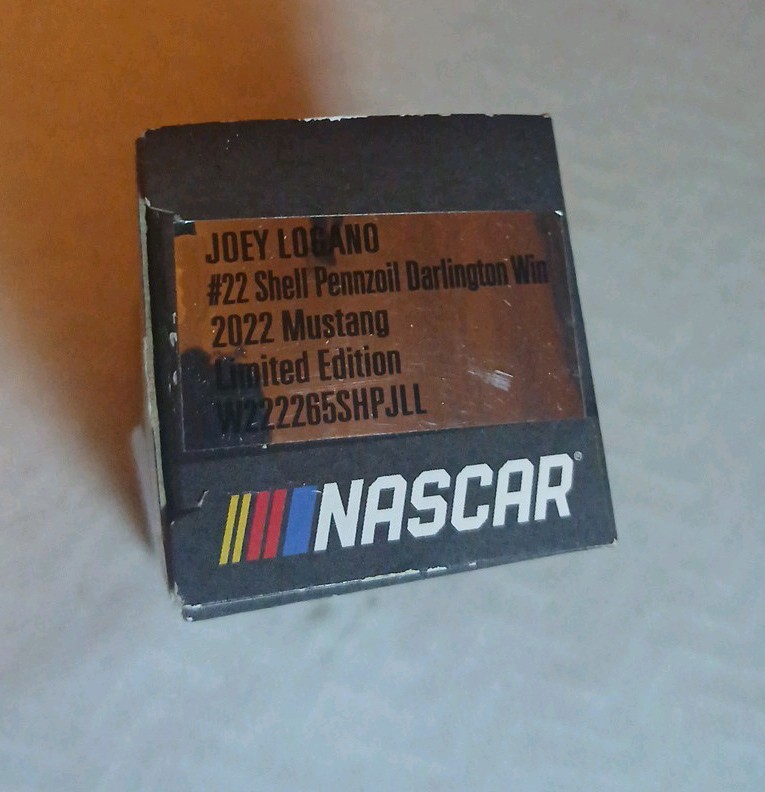 JOEY LOGANO
#22 Shell Pennzoil Darlington Win
2022 Mustang
Limited Edition
W222265SHPJLL
NASCAR®